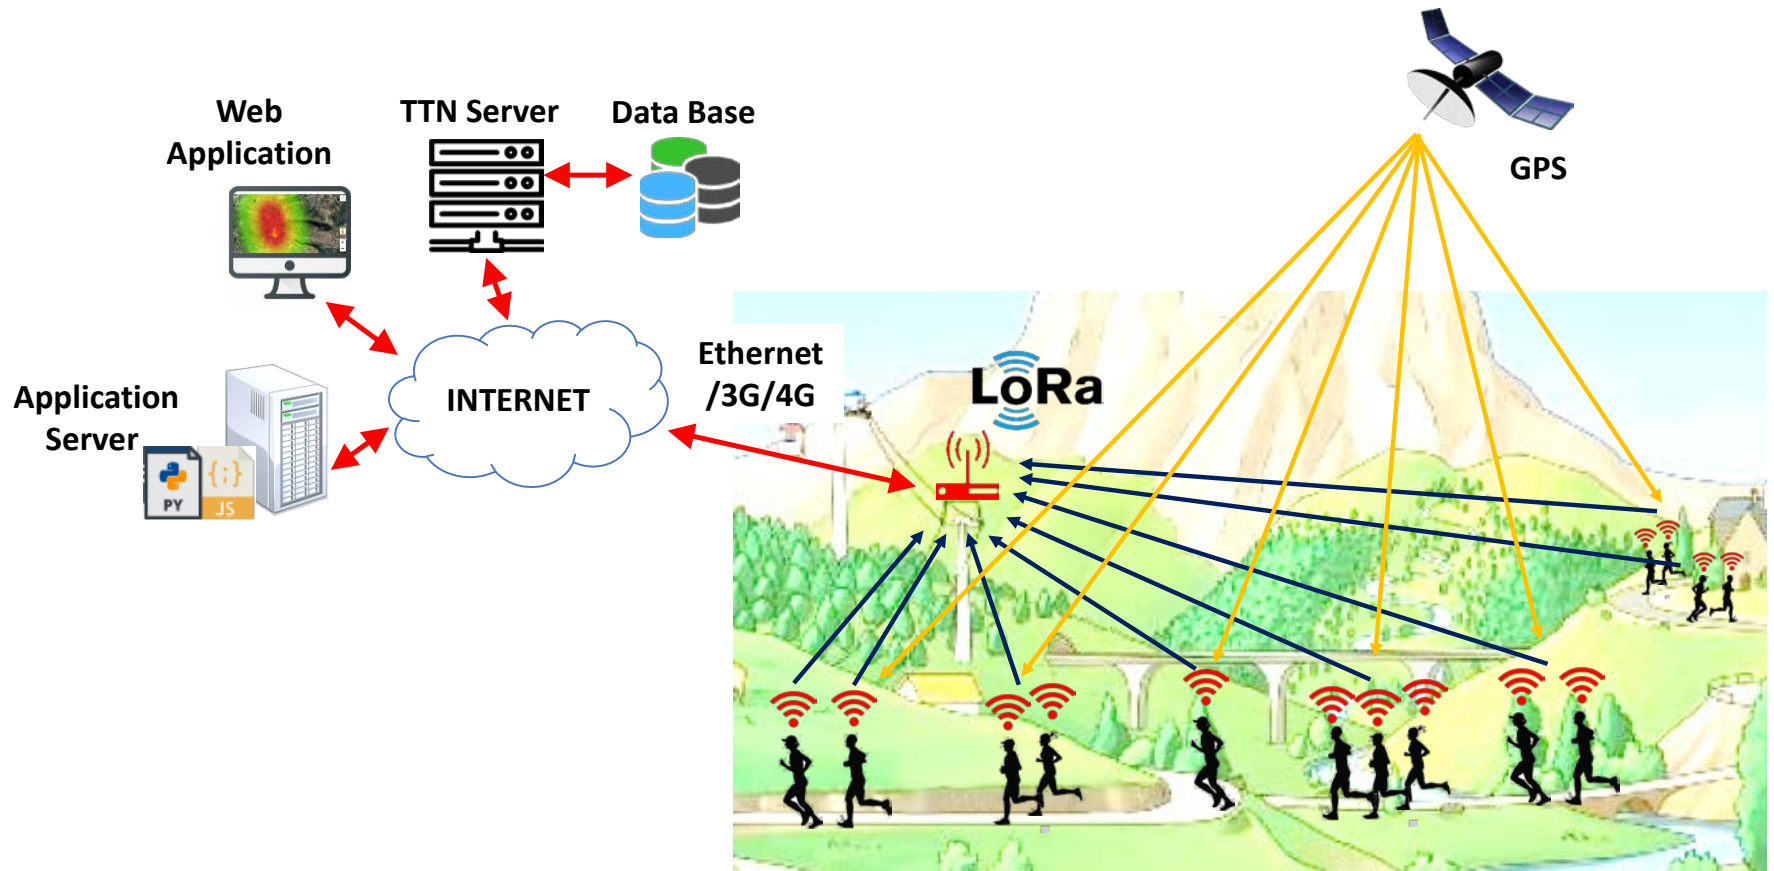 Web
Application
TTN Server
Data Base
GPS
Application
Server
PY
{;}
JS
INTERNET
Ethernet
/3G/4G
LoRa